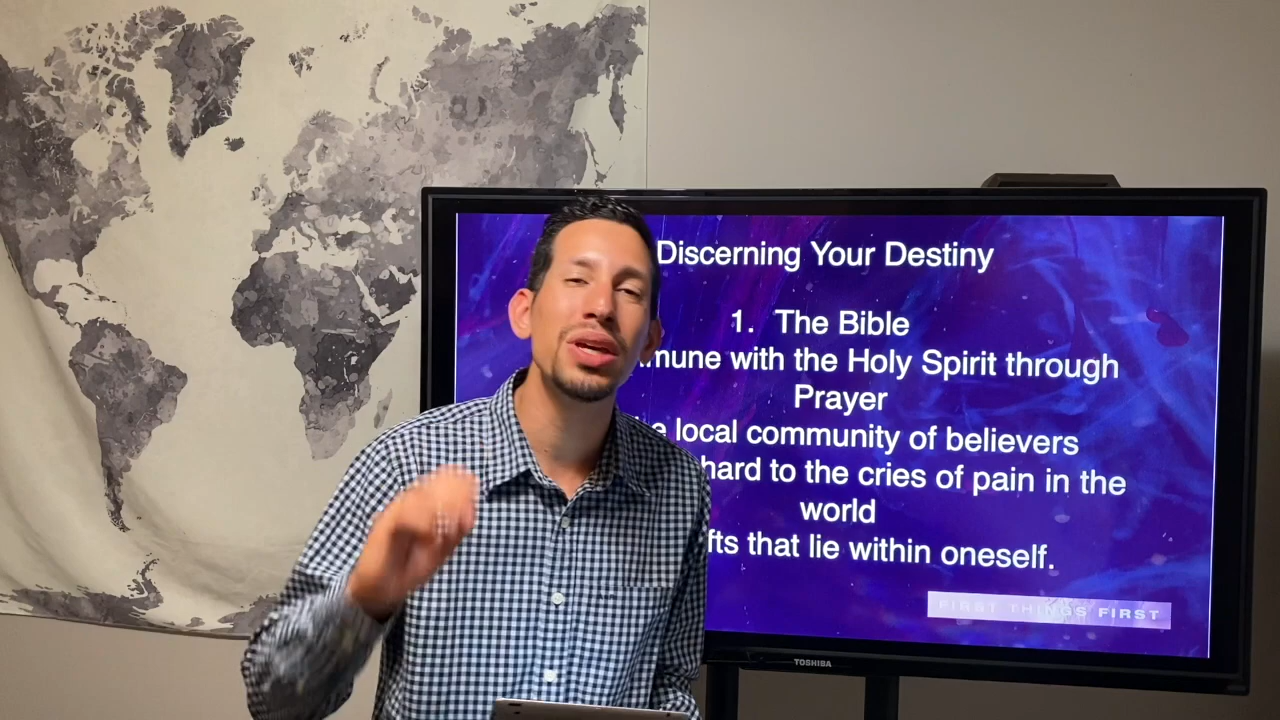 Discerning Your Destiny
1. The Bible
mune with the Holy Spirit through
Prayer
local community of believers
hard to the cries of pain in the
world
fts that lie within oneself.
FIRST THINGS FIRST
TOSHIBA